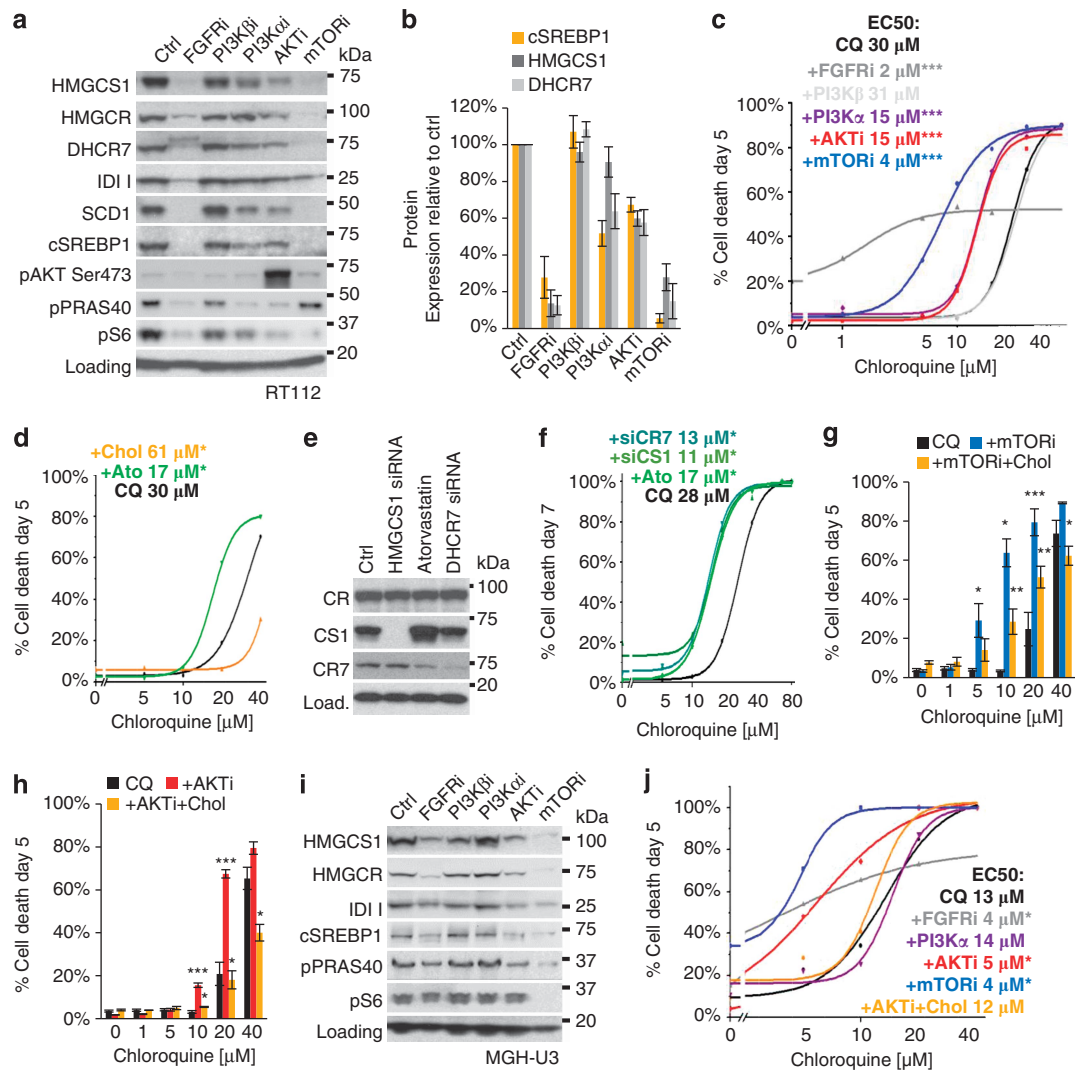 a
Ctrl
FGFRi
PI3Kβi
PI3Kαi
AKTi
mTORi
kDa
HMGCS1
75
HMGCR
100
DHCR7
75
IDI I
25
SCD1
50
cSREBP1
75
pAKT Ser473
75
pPRAS40
50
pS6
37
Loading
20
RT112
b
cSREBP1
HMGCS1
DHCR7
Protein
Expression relative to ctrl
120%
100%
80%
60%
40%
20%
0%
Ctrl
FGFRi
PI3Kβi
PI3Kαi
AKTi
mTORi
c
EC50:
CQ 30 µM
+FGFRi 2 µM***
+PI3Kβ 31 µM
+PI3Kα 15 µM***
+AKTi 15 µM***
+mTORi 4 µM***
% Cell death day 5
100%
80%
60%
40%
20%
0%
0 1 5 10 20 40
Chloroquine [µM]
d
+Chol 61 µM*
+Ato 17 µM*
CQ 30 µM
% Cell death day 5
100%
80%
60%
40%
20%
0%
0 5 10 20 40
Chloroquine [µM]
e
Ctrl
HMGCS1 siRNA
Atorvastatin
DHCR7 siRNA
kDa
CR
100
CS1
75
CR7
75
Load.
20
f
+siCR7 13 µM*
+siCS1 11 µM*
+Ato 17 µM*
CQ 28 µM
% Cell death day 7
100%
80%
60%
40%
20%
0%
0 5 10 20 40 80
Chloroquine [µM]
g
CQ +mTORi
+mTORi+Chol
% Cell death day 5
100%
80%
60%
40%
20%
0%
* * ** *** ** *
0 1 5 10 20 40
Chloroquine [µM]
h
CQ +AKTi
+AKTi+Chol
% Cell death day 5
100%
80%
60%
40%
20%
0%
*** * *** * *
0 1 5 10 20 40
Chloroquine [µM]
i
Ctrl
FGFRi
PI3Kβi
PI3Kαi
AKTi
mTORi
kDa
HMGCS1
100
HMGCR
75
IDI I
25
cSREBP1
75
pPRAS40
37
pS6
37
Loading
20
MGH-U3
j
% Cell death day 5
100%
80%
60%
40%
20%
0%
EC50:
CQ 13 µM
+FGFRi 4 µM*
+PI3Kα 14 µM
+AKTi 5 µM*
+mTORi 4 µM*
+AKTi+Chol 12 µM
0 5 10 20 40
Chloroquine [µM]